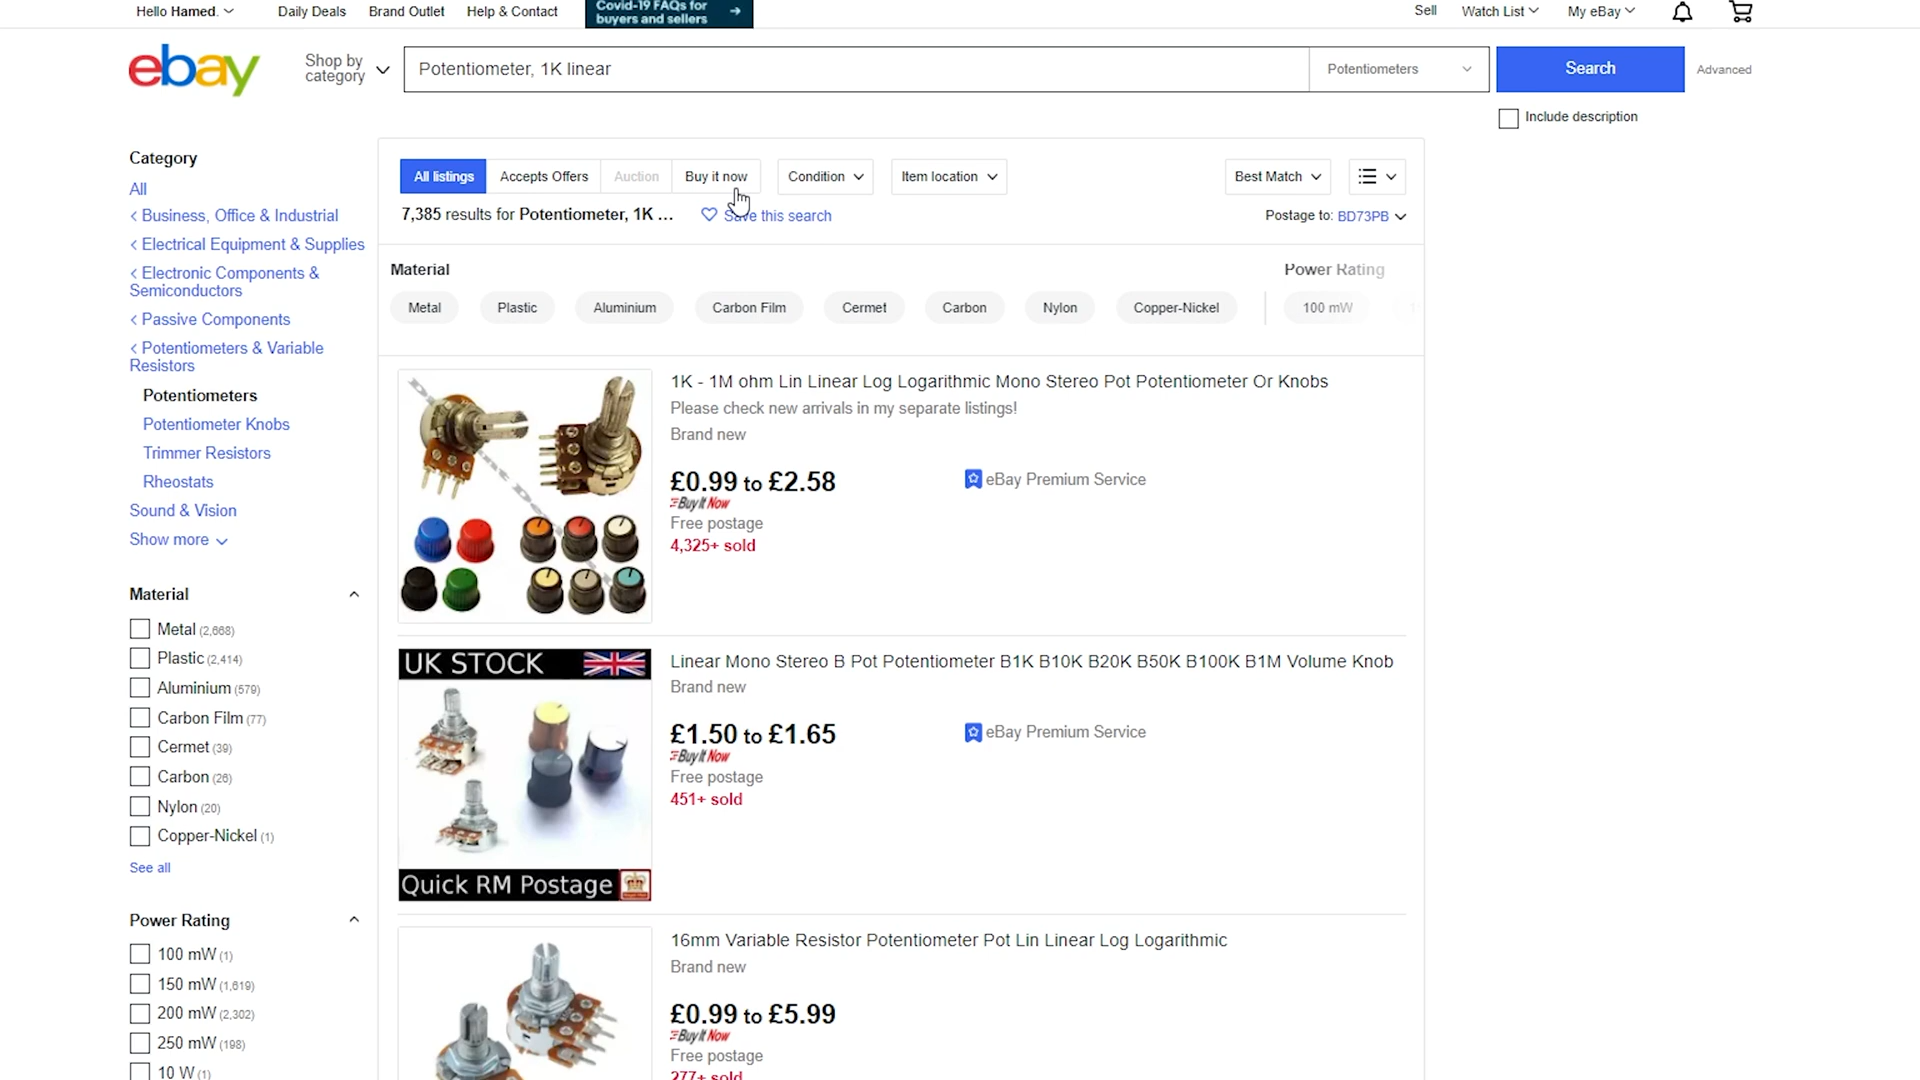 Hello Hamed.
Daily Deals
Brand Outlet
Help & Contact
Covid-19 FAQs for
buyers and sellers
Sell
Watch List
My eBay
ebay
Shop by
category
Potentiometer, 1K linear
Potentiometers
Search
Advanced
Include description
Category
All
Business, Office & Industrial
Electrical Equipment & Supplies
Electronic Components &
Semiconductors
Passive Components
Potentiometers & Variable
Resistors
Potentiometers
Potentiometer Knobs
Trimmer Resistors
Rheostats
Sound & Vision
Show more
Material
Metal (2,668)
Plastic (2,414)
Aluminium (579)
Carbon Film (77)
Cermet (39)
Carbon (26)
Nylon (20)
Copper-Nickel (1)
See all
Power Rating
100 mW (1)
150 mW (1,619)
200 mW (2,302)
250 mW (198)
10 W (1)
All listings
Accepts Offers
Auction
Buy it now
Condition
Item location
Best Match
7,385 results for Potentiometer, 1K ...
Save this search
Postage to: BD73PB
Material
Power Rating
Metal
Plastic
Aluminium
Carbon Film
Cermet
Carbon
Nylon
Copper-Nickel
100 mW
1K - 1M ohm Lin Linear Log Logarithmic Mono Stereo Pot Potentiometer Or Knobs
Please check new arrivals in my separate listings!
Brand new
£0.99 to £2.58
eBay Premium Service
Buy It Now
Free postage
4,325+ sold
UK STOCK
Quick RM Postage
Linear Mono Stereo B Pot Potentiometer B1K B10K B20K B50K B100K B1M Volume Knob
Brand new
£1.50 to £1.65
eBay Premium Service
Buy It Now
Free postage
451+ sold
16mm Variable Resistor Potentiometer Pot Lin Linear Log Logarithmic
Brand new
£0.99 to £5.99
Buy It Now
Free postage
277+ sold